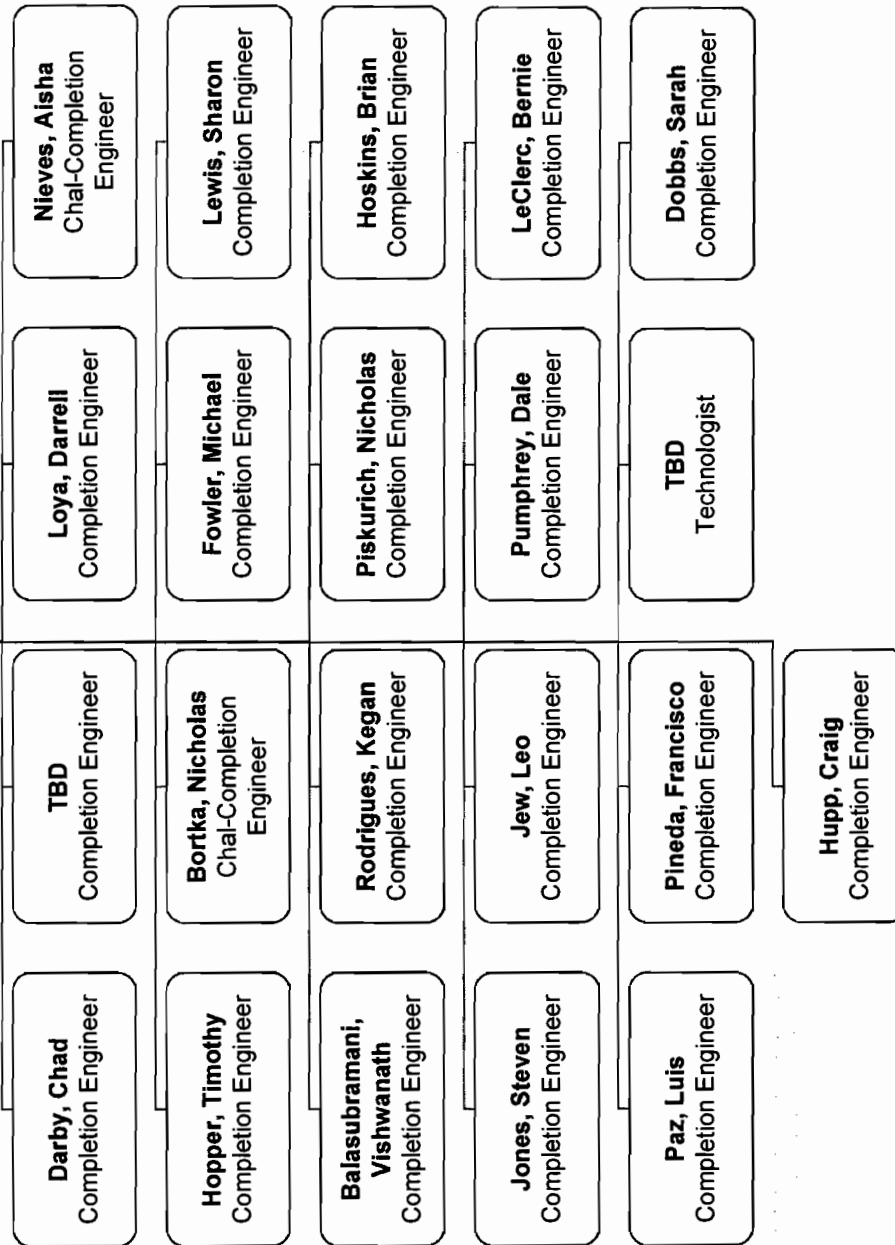 Darby, Chad
Completion Engineer
TBD
Completion Engineer
Loya, Darrell
Completion Engineer
Nieves, Aisha
Chal-Completion
Engineer
Hopper, Timothy
Completion Engineer
Bortka, Nicholas
Chal-Completion
Engineer
Fowler, Michael
Completion Engineer
Lewis, Sharon
Completion Engineer
Balasubramani,
Vishwanath
Completion Engineer
Rodrigues, Kegan
Completion Engineer
Piskurich, Nicholas
Completion Engineer
Hoskins, Brian
Completion Engineer
Jones, Steven
Completion Engineer
Jew, Leo
Completion Engineer
Pumphrey, Dale
Completion Engineer
LeClerc, Bernie
Completion Engineer
Paz, Luis
Completion Engineer
Pineda, Francisco
Completion Engineer
TBD
Technologist
Dobbs, Sarah
Completion Engineer
Hupp, Craig
Completion Engineer